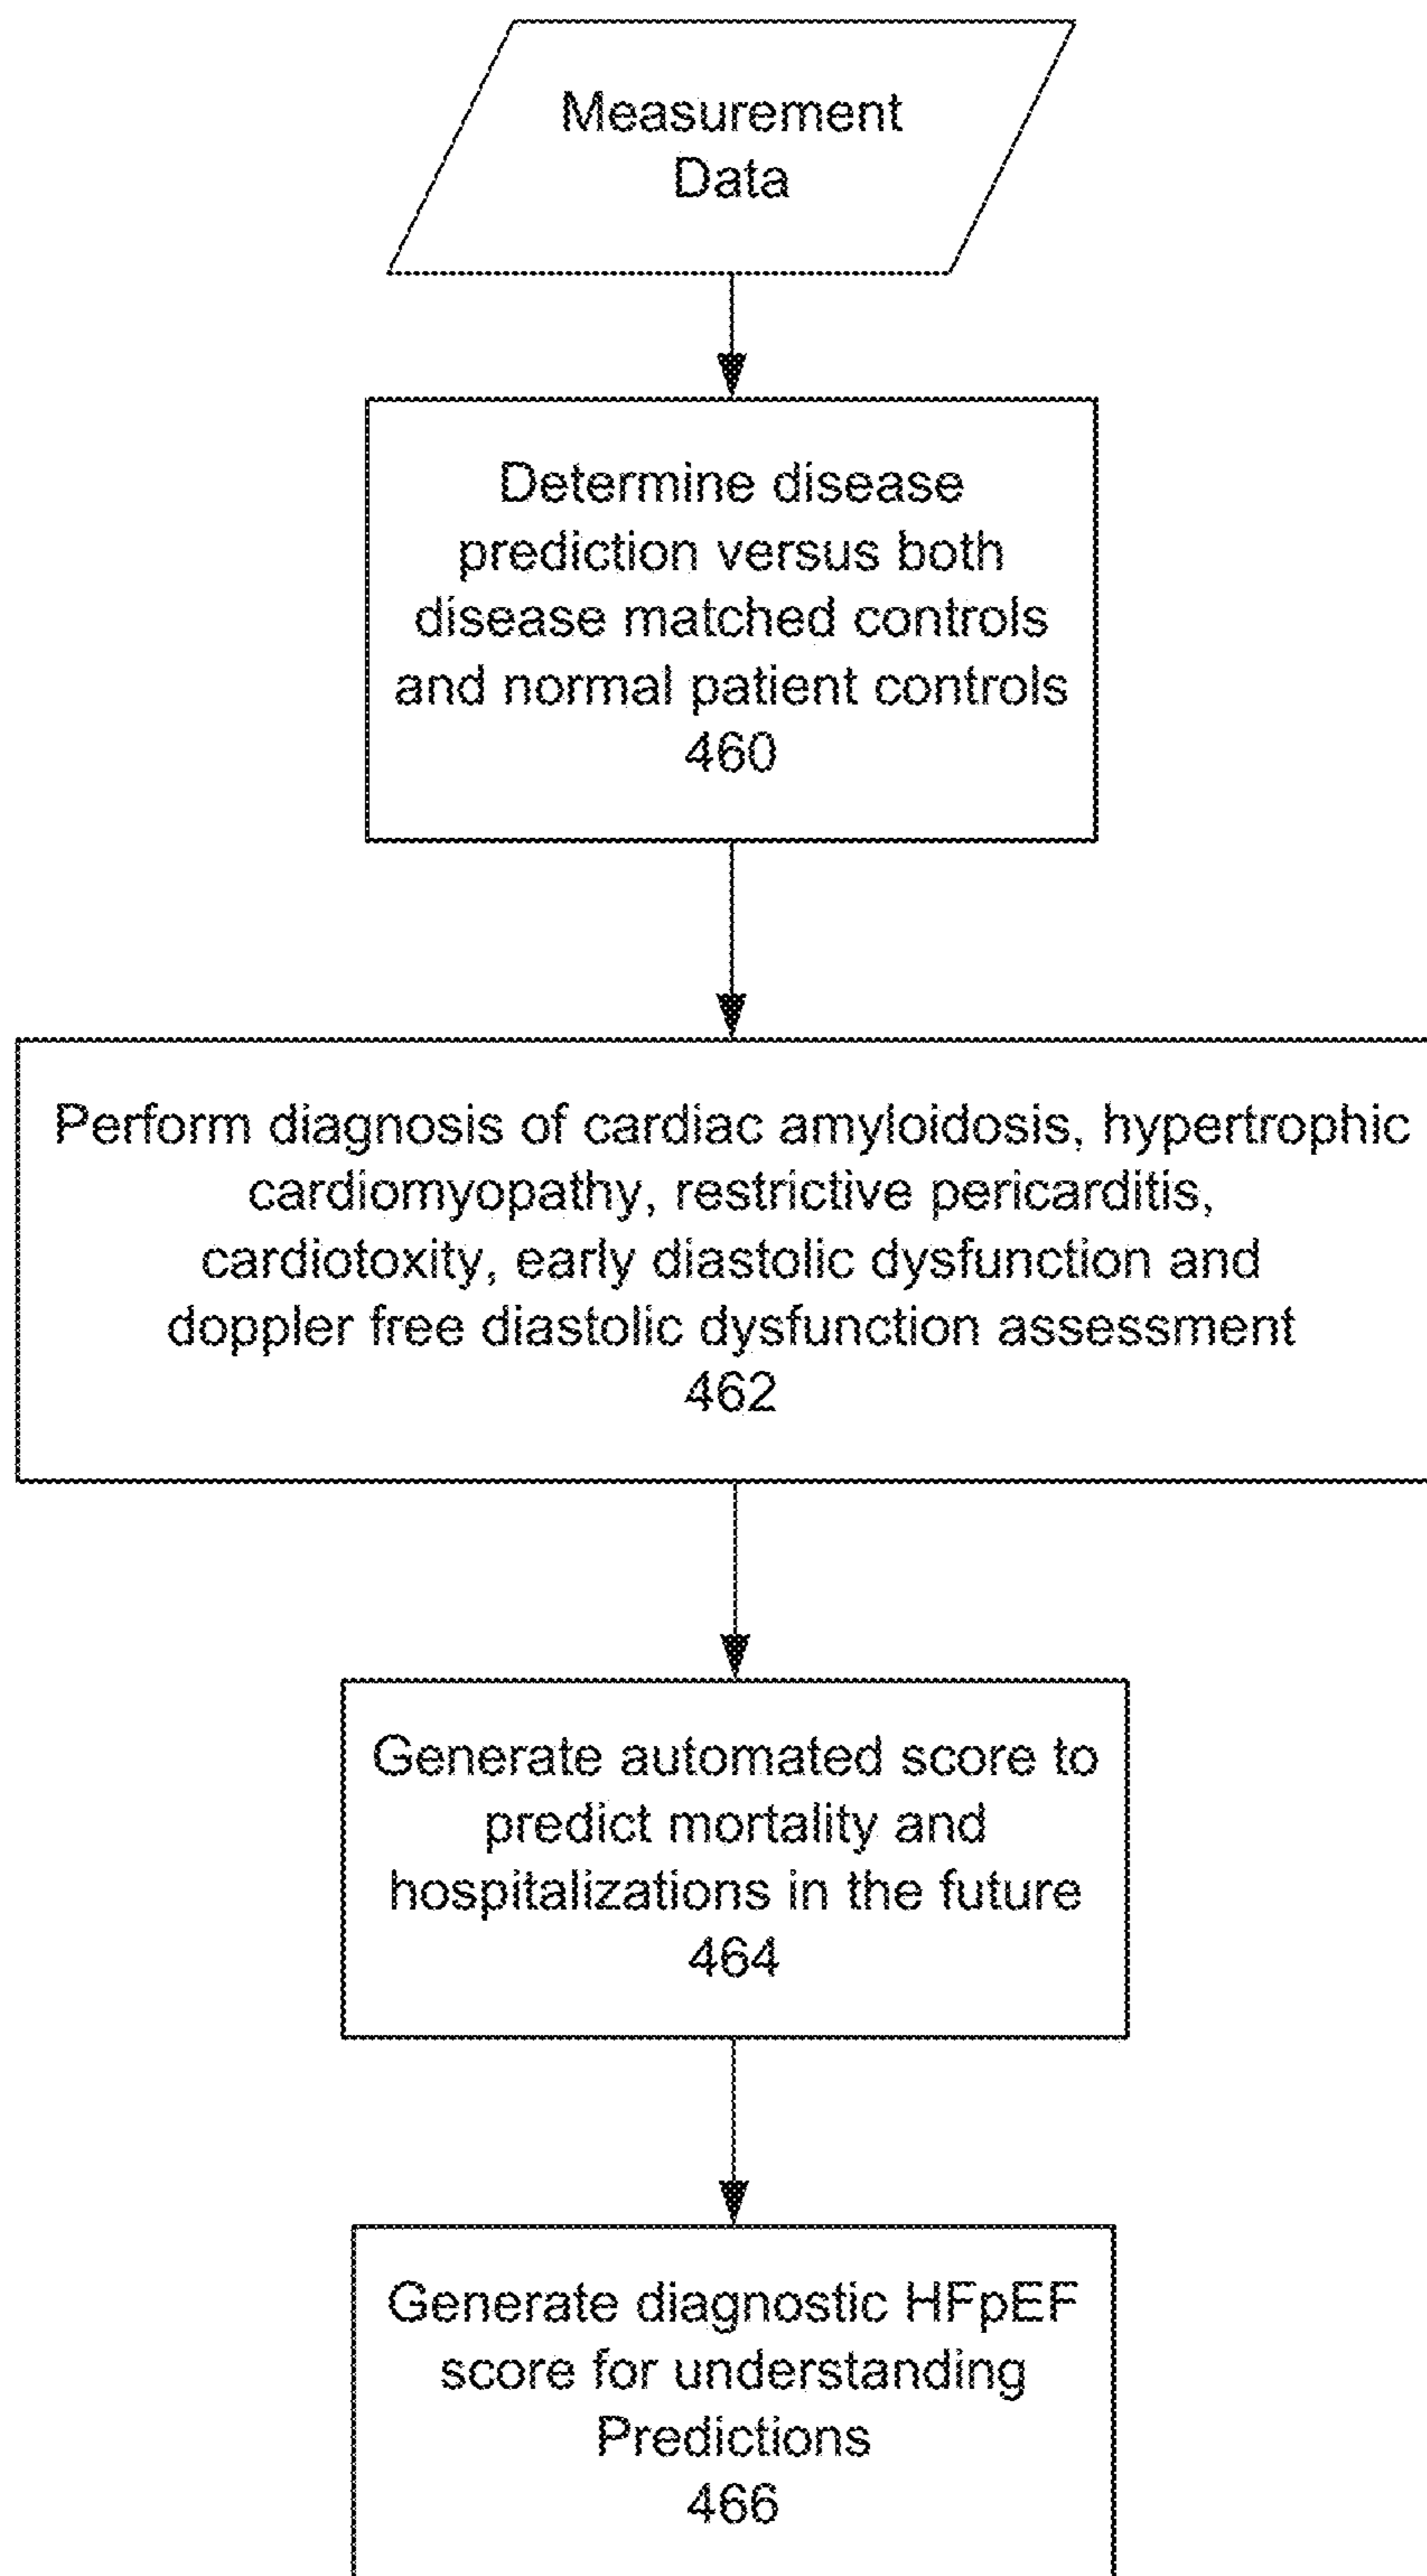 Measurement
Data
Determine disease
prediction versus both
disease matched controls
and normal patient controls
460
Perform diagnosis of cardiac amyloidosis, hypertrophic
cardiomyopathy, restrictive pericarditis,
cardiotoxity, early diastolic dysfunction and
doppler free diastolic dysfunction assessment
462
Generate automated score to
predict mortality and
hospitalizations in the future
464
Generate diagnostic HFpEF
score for understanding
Predictions
466